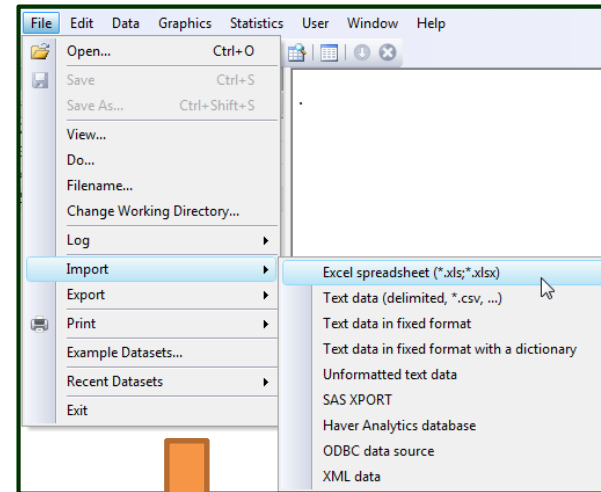 File Edit Data Graphics Statistics User Window Help
Open... Ctrl+O
Save Ctrl+S
Save As... Ctrl+Shift+S
.
View...
Do...
Filename...
Change Working Directory...
Log
Import
Export
Print
Example Datasets...
Recent Datasets
Exit
Excel spreadsheet (*.xls;*.xlsx)
Text data (delimited, *.csv, ...)
Text data in fixed format
Text data in fixed format with a dictionary
Unformatted text data
SAS XPORT
Haver Analytics database
ODBC data source
XML data